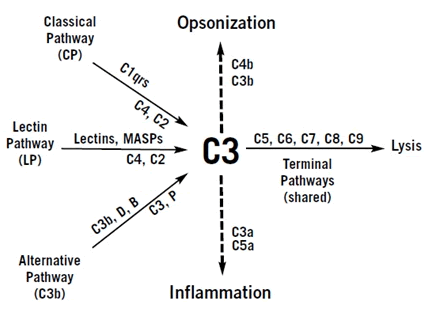 Classical
Pathway
(CP)
Opsonization
C1qrs
C4, C2
C4b
C3b
Lectin
Pathway
(LP)
Lectins, MASPs
C4, C2
C3
C5, C6, C7, C8, C9
Terminal
Pathways
(shared)
Lysis
C3b, D, B
C3, P
Alternative
Pathway
(C3b)
C3a
C5a
Inflammation